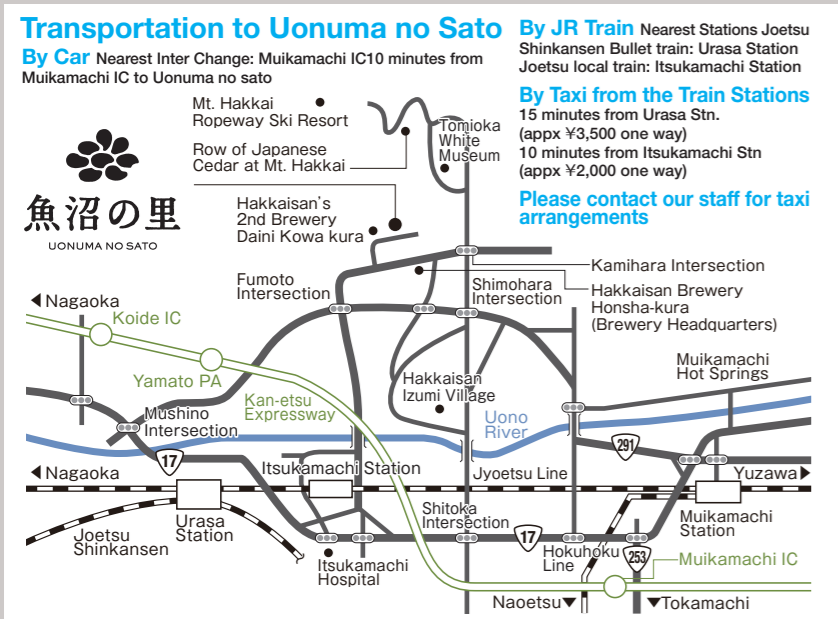 Transportation to Uonuma no Sato
By Car Nearest Inter Change: Muikamachi IC10 minutes from
Muikamachi IC to Uonuma no sato
By JR Train Nearest Stations Joetsu
Shinkansen Bullet train: Urasa Station
Joetsu local train: Itsukamachi Station
By Taxi from the Train Stations
15 minutes from Urasa Stn.
(appx ¥3,500 one way)
10 minutes from Itsukamachi Stn
(appx ¥2,000 one way)
Please contact our staff for taxi
arrangements
魚沼の里
UONUMA NO SATO
Mt. Hakkai
Ropeway Ski Resort
Row of Japanese
Cedar at Mt. Hakkai
Tomioka
White
Museum
Hakkaisan's
2nd Brewery
Daini Kowa kura
Fumoto
Intersection
Shimohara
Intersection
Kamihara Intersection
Hakkaisan Brewery
Honsha-kura
(Brewery Headquarters)
◀Nagaoka
Koide IC
Yamato PA
Kan-etsu
Expressway
Hakkaisan
Izumi Village
Muikamachi
Hot Springs
Mushino
Intersection
Uono
River
17
291
◀Nagaoka
Itsukamachi Station
Jyoetsu Line
Yuzawa▶
Joetsu
Shinkansen
Urasa
Station
Shitoka
Intersection
Muikamachi
Station
17
Itsukamachi
Hospital
Hokuhoku
Line
253
Muikamachi IC
Naoetsu▼
▼Tokamachi